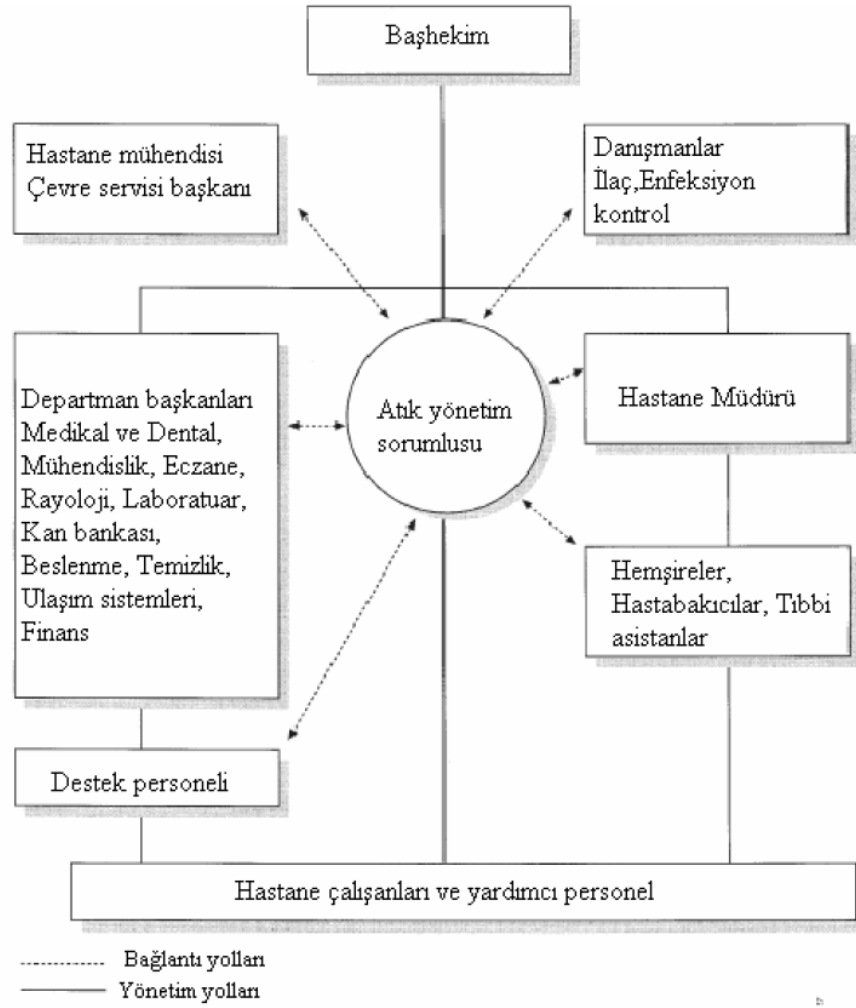 Başhekim
Hastane mühendisi
Çevre servisi başkanı
Danışmanlar
İlaç,Enfeksiyon
kontrol
Departman başkanları
Medikal ve Dental,
Mühendislik, Eczane,
Rayoloji, Laboratuar,
Kan bankası,
Beslenme, Temizlik,
Ulaşım sistemleri,
Finans
Atık yönetim
sorumlusu
Hastane Müdürü
Hemşireler,
Hastabakıcılar, Tıbbi
asistanlar
Destek personeli
Hastane çalışanları ve yardımcı personel
Bağlantı yolları
Yönetim yolları